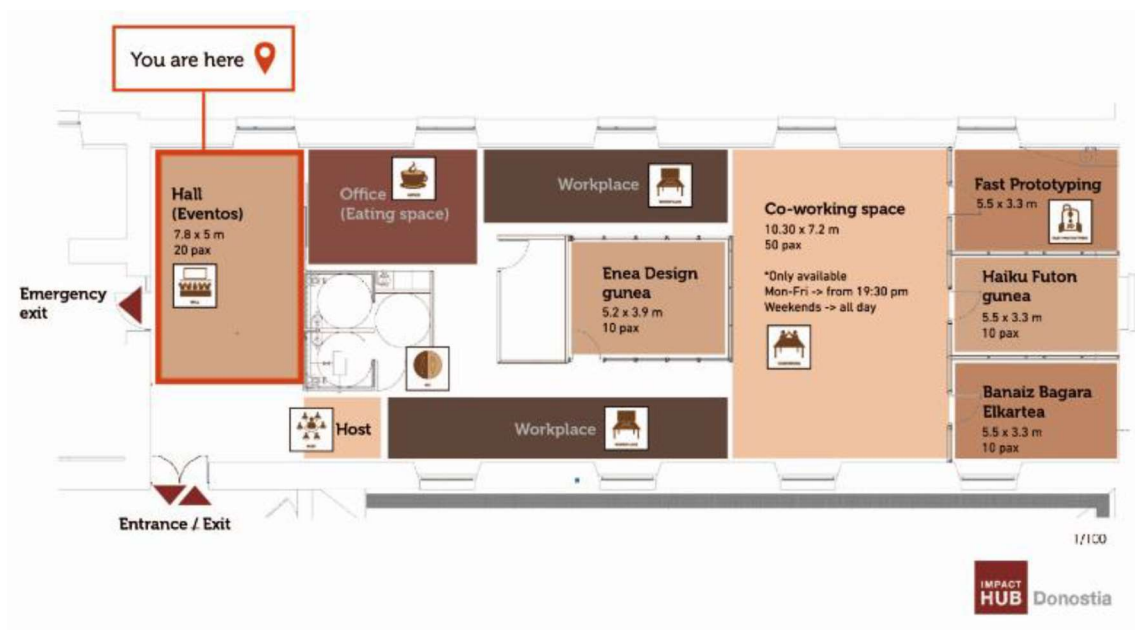 You are here
Hall
(Eventos)
7.8 x 5 m
20 pax
Office
(Eating space)
Workplace
Enea Design
gunea
5.2 x 3.9 m
10 pax
Co-working space
10.30 x 7.2 m
50 pax
*Only available
Mon-Fri -> from 19:30 pm
Weekends -> all day
Fast Prototyping
5.5 x 3.3 m
Haiku Futon
gunea
5.5 x 3.3 m
10 pax
Banaiz Bagara
Elkartea
5.5 x 3.3 m
10 pax
Emergency
exit
Host
Workplace
Entrance / Exit
1/100
IMPACT
HUB Donostia